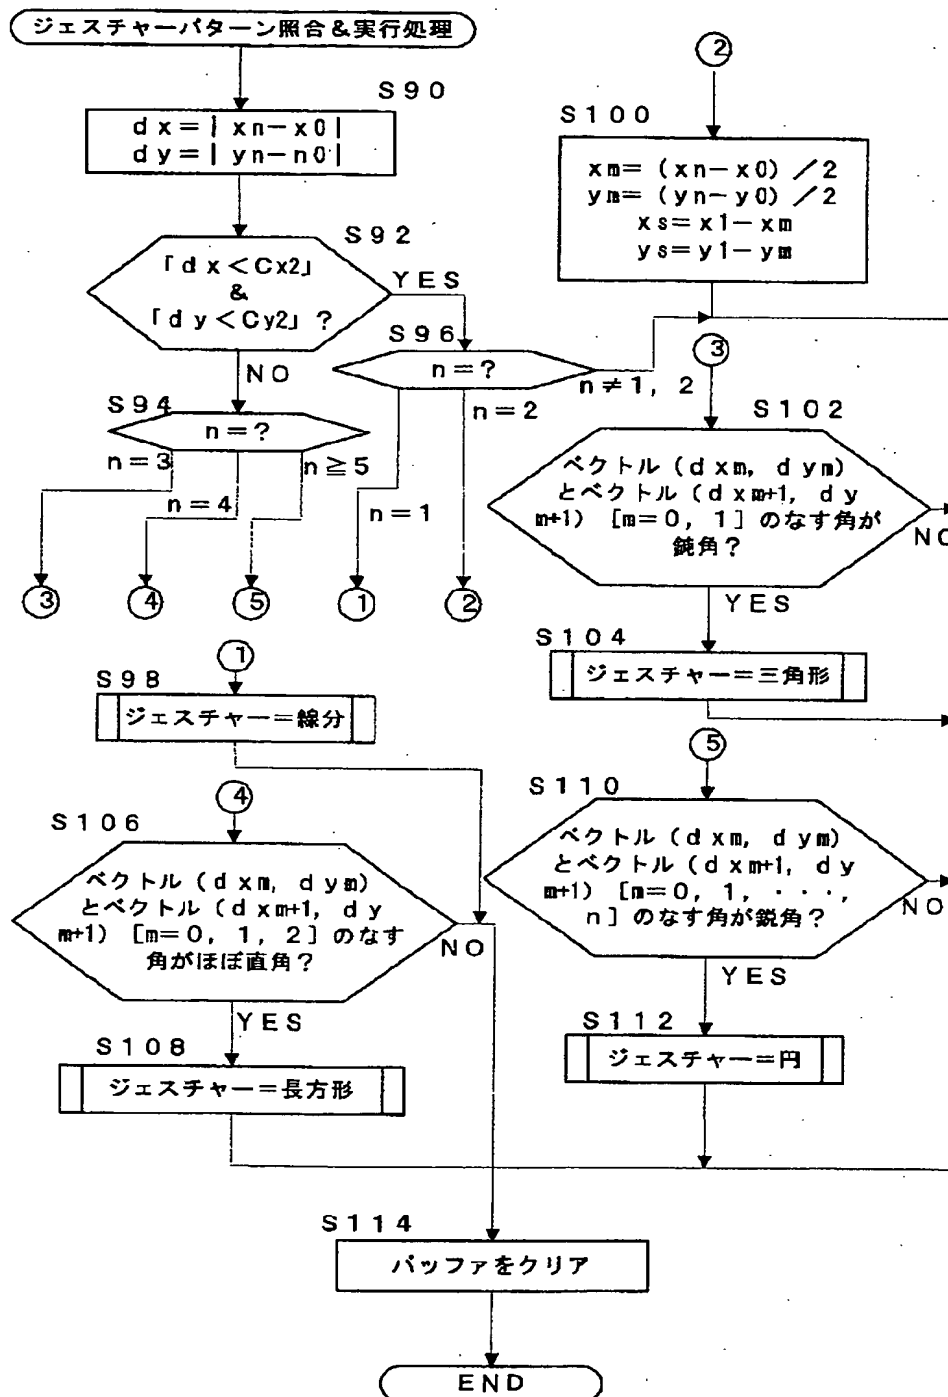 ジェスチャーパターン照合&実行処理
S90
dx=|xn-x0|
dy=|yn-n0|
S92
「dx<Cx2」
&
「dy<Cy2」?
YES
NO
S94
n=?
n=3
n=4
n≧5
S96
n=?
n=1
n=2
n≠1, 2
3
4
5
1
2
1
S98
ジェスチャー=線分
4
S106
ベクトル(dxm, dym)
とベクトル(dxm+1, dy
m+1) [m=0, 1, 2]のなす
角がほぼ直角?
NO
YES
S108
ジェスチャー=長方形
2
S100
xm=(xn-x0)/2
ym=(yn-y0)/2
xs=x1-xm
ys=y1-ym
3
S102
ベクトル(dxm, dym)
とベクトル(dxm+1, dy
m+1) [m=0, 1]のなす角が
鈍角?
NO
YES
S104
ジェスチャー=三角形
5
S110
ベクトル(dxm, dym)
とベクトル(dxm+1, dy
m+1) [m=0, 1, ・・・,
n]のなす角が鋭角?
NO
YES
S112
ジェスチャー=円
S114
バッファをクリア
END